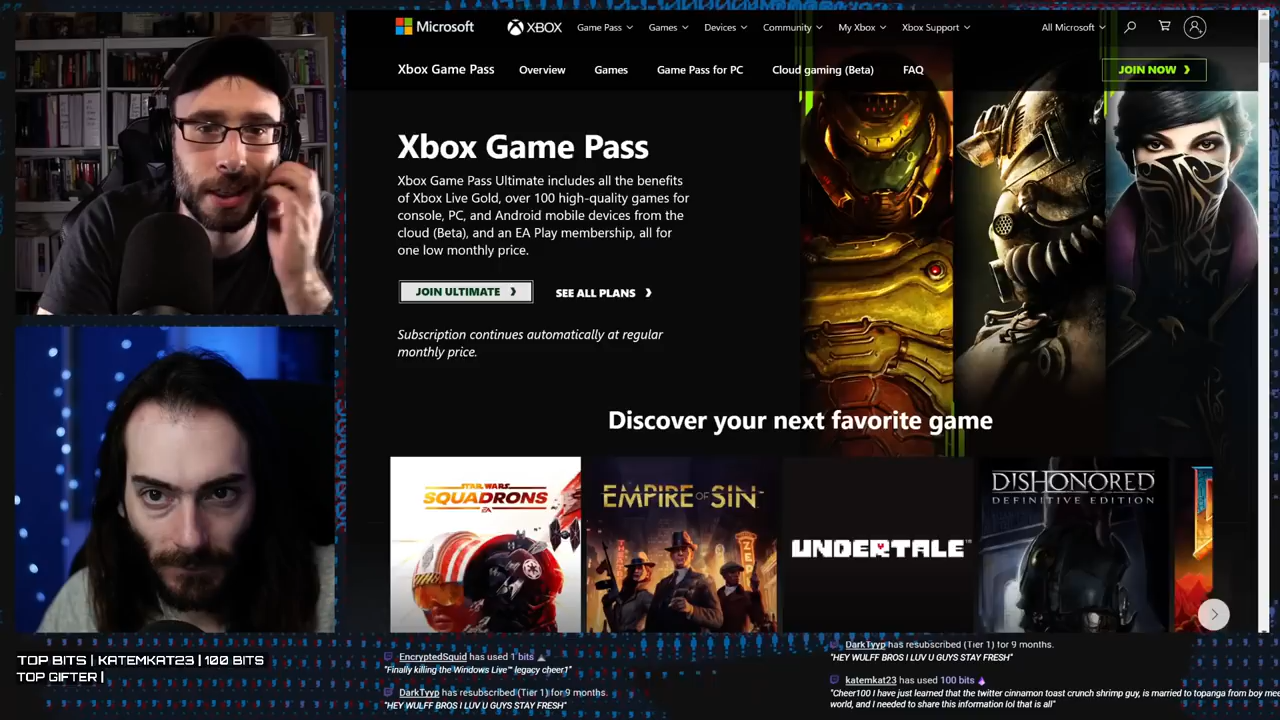 Microsoft
XBOX
Game Pass
Games
Devices
Community
My Xbox
Xbox Support
All Microsoft
Xbox Game Pass
Overview
Games
Game Pass for PC
Cloud gaming (Beta)
FAQ
JOIN NOW
Xbox Game Pass
Xbox Game Pass Ultimate includes all the benefits
of Xbox Live Gold, over 100 high-quality games for
console, PC, and Android mobile devices from the
cloud (Beta), and an EA Play membership, all for
one low monthly price.
JOIN ULTIMATE
SEE ALL PLANS
Subscription continues automatically at regular
monthly price.
Discover your next favorite game
STAR WARS
SQUADRONS
EA
EMPIRE OF SIN
UNDERTALE
DISHONORED
DEFINITIVE EDITION
TOP BITS | KATEMKAT23 | 100 BITS
TOP GIFTER |
EncryptedSquid has used 1 bits
"Finally killing the Windows Live™ legacy cheer1"
DarkTyyp has resubscribed (Tier 1) for 9 months.
"HEY WULFF BROS I LUV U GUYS STAY FRESH"
DarkTyyp has resubscribed (Tier 1) for 9 months.
"HEY WULFF BROS I LUV U GUYS STAY FRESH"
katemkat23 has used 100 bits
"Cheer100 I have just learned that the twitter cinnamon toast crunch shrimp guy, is married to topanga from boy mee
world, and I needed to share this information lol that is all"